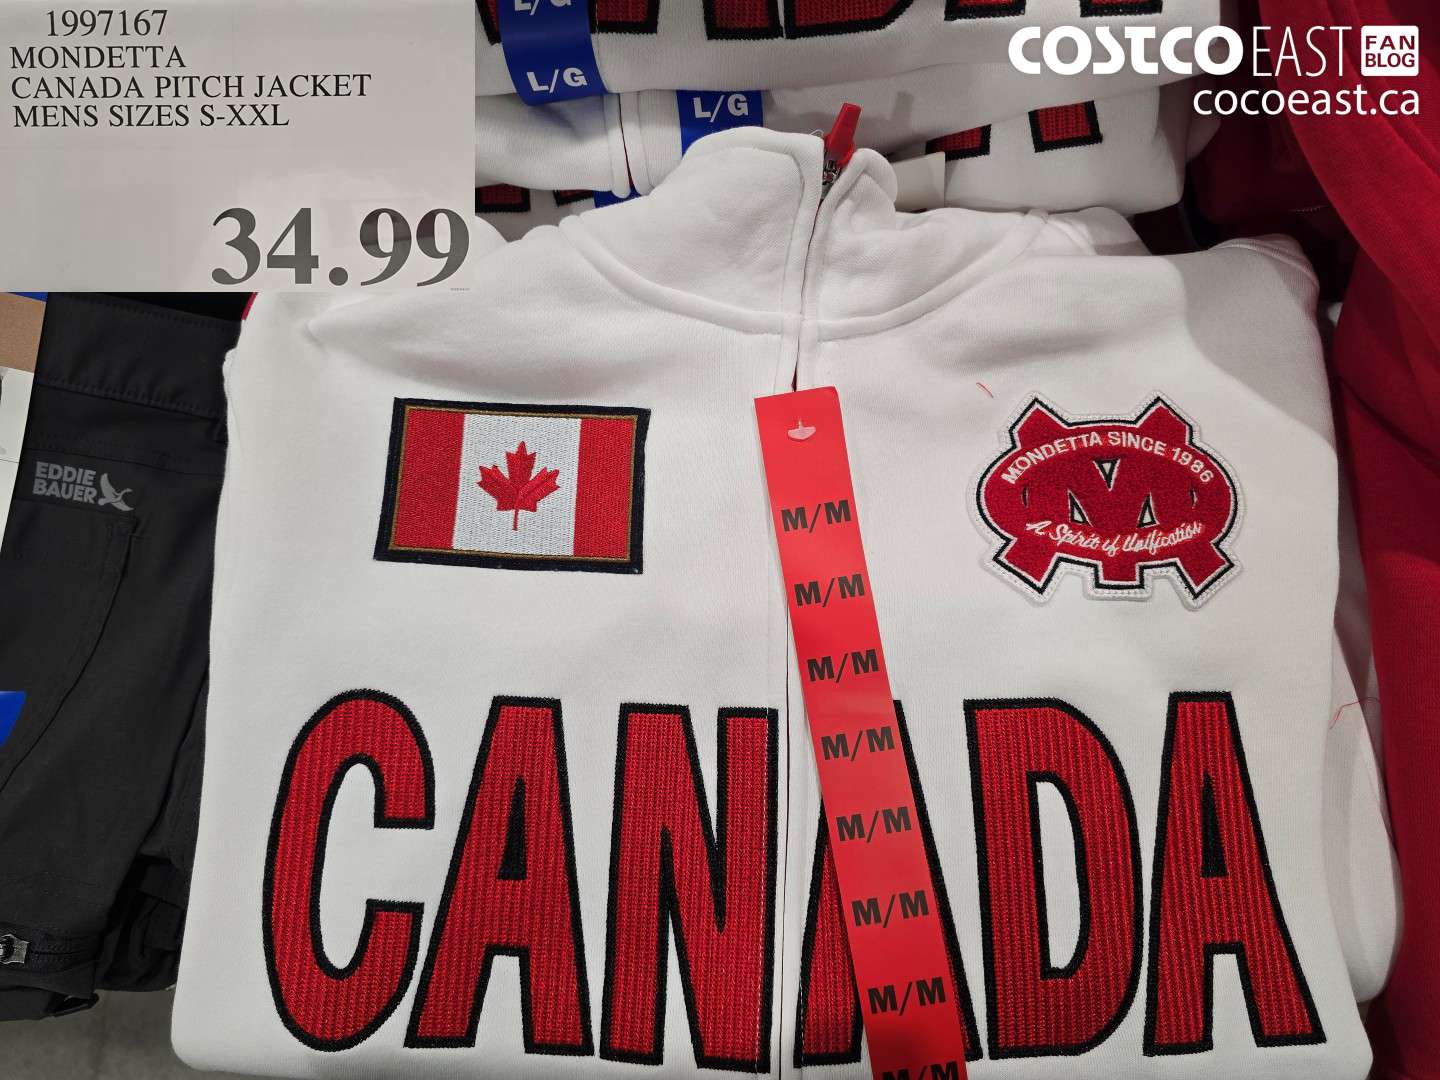 1997167
MONDETTA
CANADA PITCH JACKET
MENS SIZES S-XXL
34.99
COSTCO EAST FAN BLOG
cocoeast.ca
L/G
L/G
L/G
EDDIE
BAUER
MONDETTA SINCE 1986
M
A Spirit of Unification
M/M
M/M
M/M
M/M
M/M
M/M
M/M
M/M
CANADA